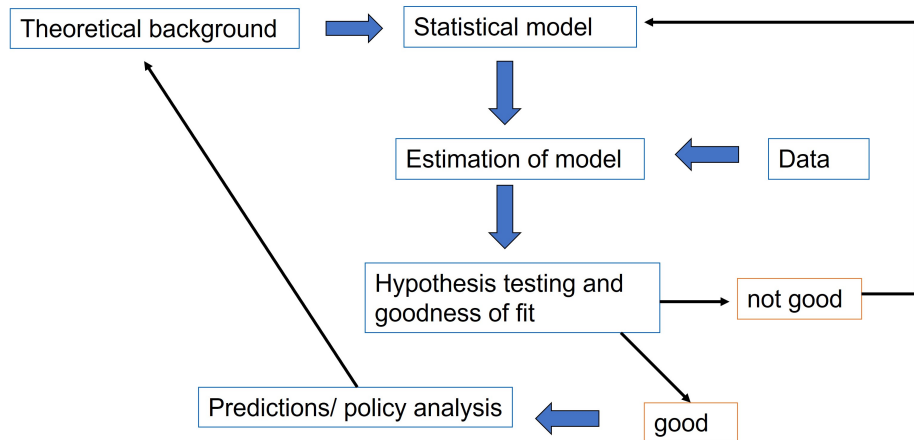 Theoretical background
Statistical model
Estimation of model
Data
Hypothesis testing and
goodness of fit
not good
Predictions/ policy analysis
good